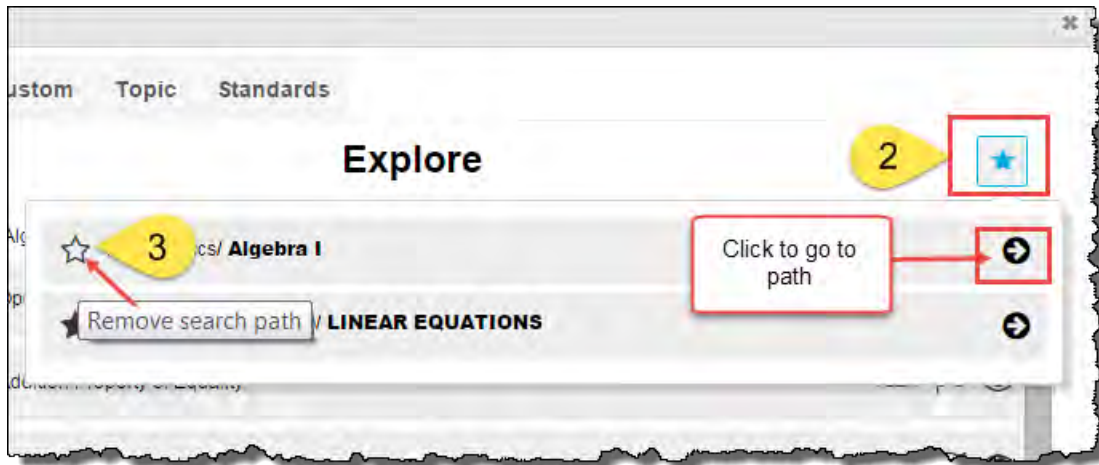 ustom Topic Standards
Explore
2
3
cs/ Algebra I
Click to go to
path
Remove search path
/ LINEAR EQUATIONS